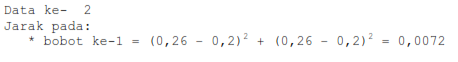 Data ke-  2
Jarak pada:
   * bobot ke-1 = (0,26 - 0,2)² + (0,26 - 0,2)² = 0,0072